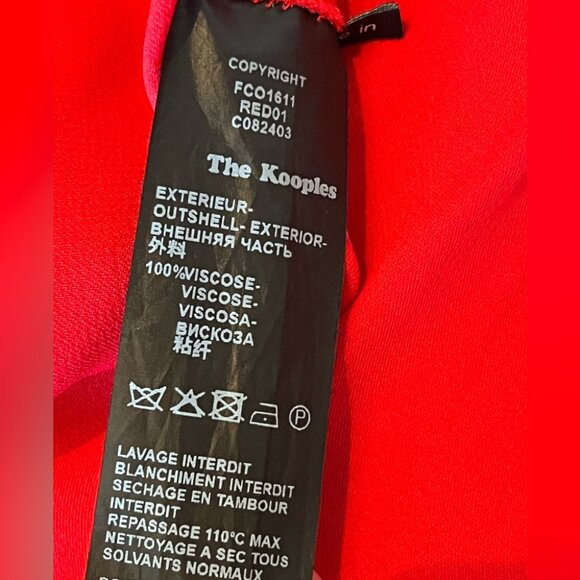 in
COPYRIGHT
FCO1611
RED01
C082403
The Kooples
EXTERIEUR-
OUTSHELL- EXTERIOR-
ВНЕШНЯЯ ЧАСТЬ
外料
100%VISCOSE-
VISCOSE-
VISCOSA-
ВИСКОЗА
粘纤
P
LAVAGE INTERDIT
BLANCHIMENT INTERDIT
SECHAGE EN TAMBOUR
INTERDIT
REPASSAGE 110°C MAX
NETTOYAGE A SEC TOUS
SOLVANTS NORMAUX